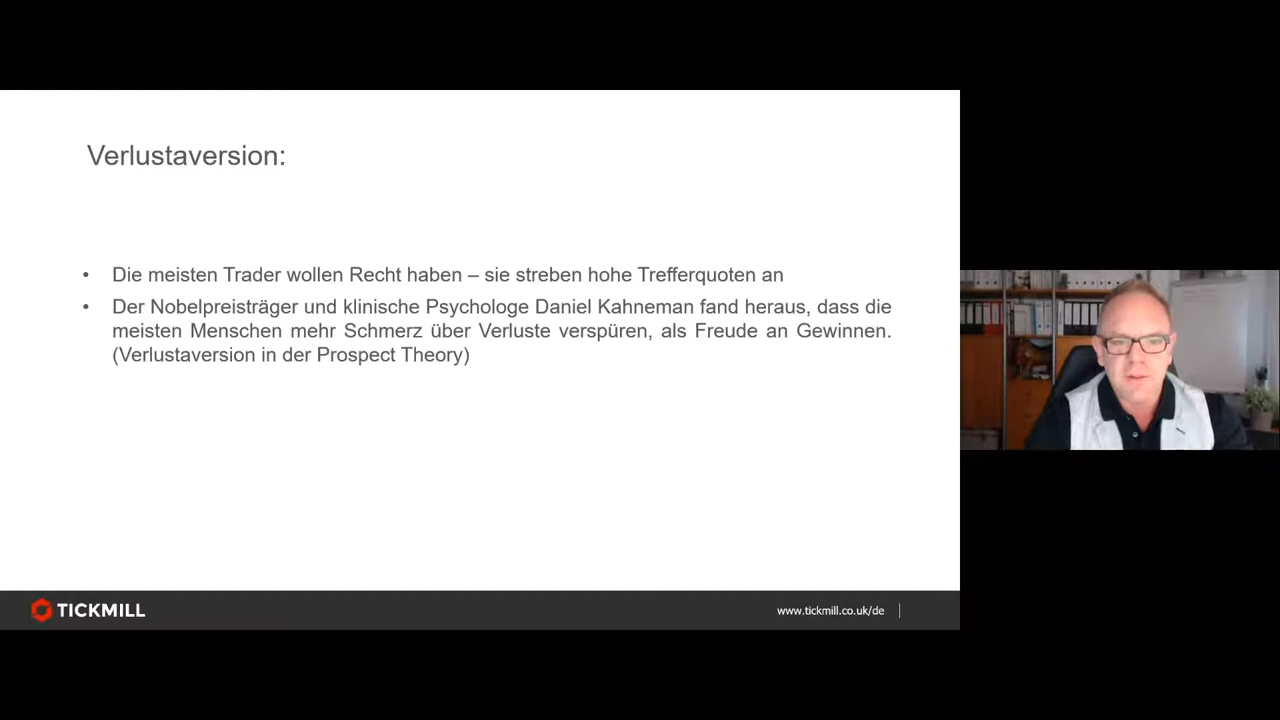 Verlustaversion:
• Die meisten Trader wollen Recht haben – sie streben hohe Trefferquoten an
• Der Nobelpreisträger und klinische Psychologe Daniel Kahneman fand heraus, dass die
meisten Menschen mehr Schmerz über Verluste verspüren, als Freude an Gewinnen.
(Verlustaversion in der Prospect Theory)
TICKMILL
www.tickmill.co.uk/de